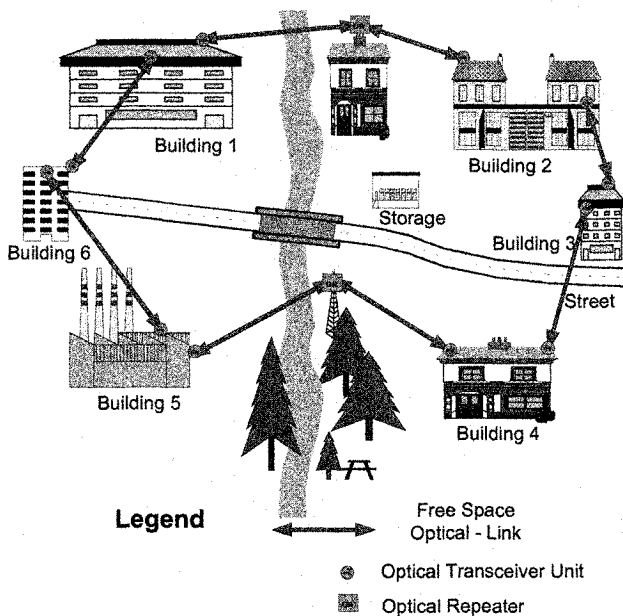 Building 1
Building 2
Storage
Building 6
Building 3
Street
Building 5
Building 4
Legend
Free Space
Optical - Link
Optical Transceiver Unit
Optical Repeater